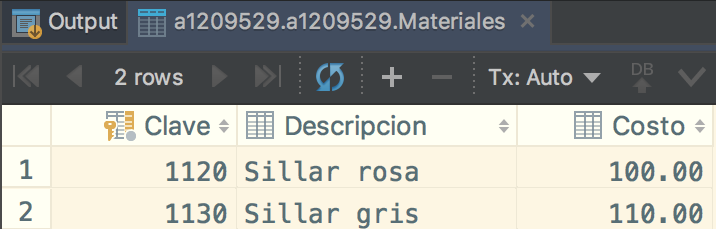 Output a1209529.a1209529.Materiales
2 rows Tx: Auto DB
Clave Descripcion Costo
1 1120 Sillar rosa 100.00
2 1130 Sillar gris 110.00